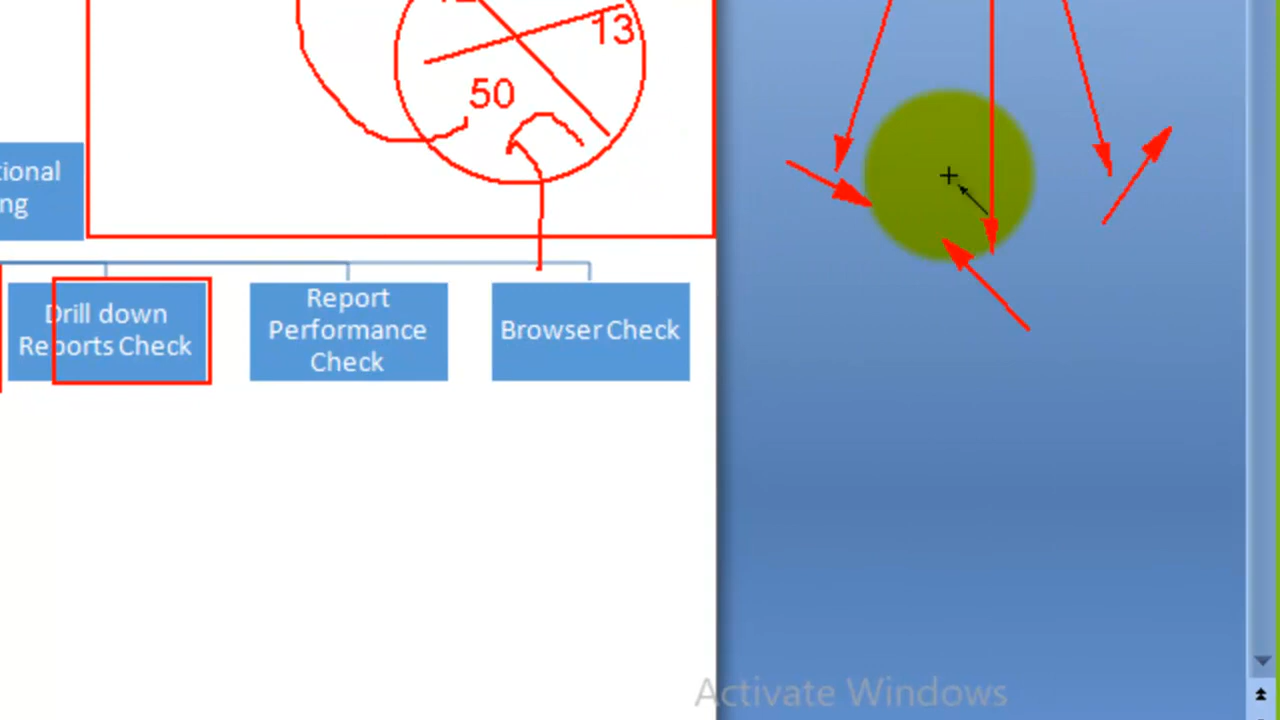 13
50
tional
ng
Drill down
Reports Check
Report
Performance
Check
Browser Check
Activate Windows